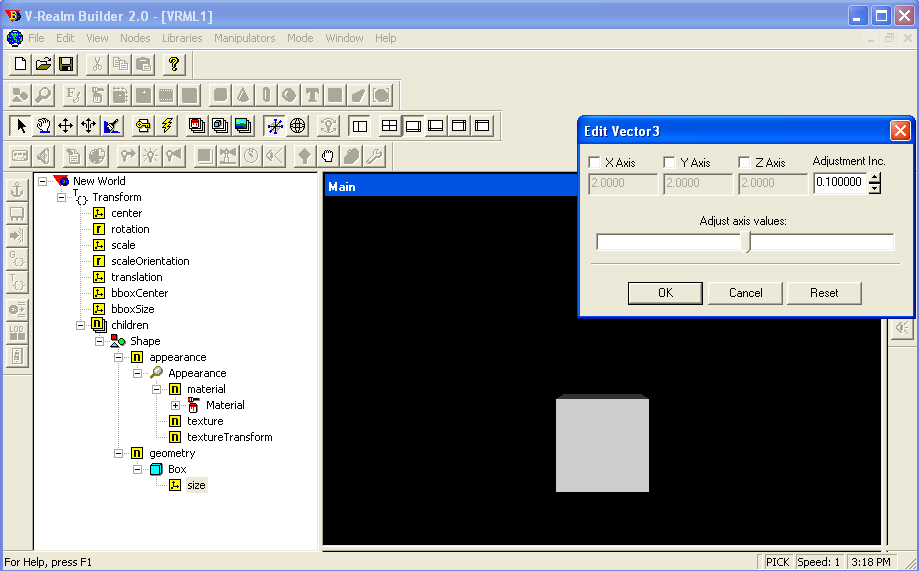 V-Realm Builder 2.0 - [VRML1]
File Edit View Nodes Libraries Manipulators Mode Window Help
New World
Transform
center
rotation
scale
scaleOrientation
translation
bboxCenter
bboxSize
children
Shape
appearance
Appearance
material
Material
texture
textureTransform
geometry
Box
size
Main
Edit Vector3
X Axis Y Axis Z Axis Adjustment Inc.
2.0000 2.0000 2.0000 0.100000
Adjust axis values:
OK Cancel Reset
LOD
For Help, press F1
PICK Speed: 1 3:18 PM